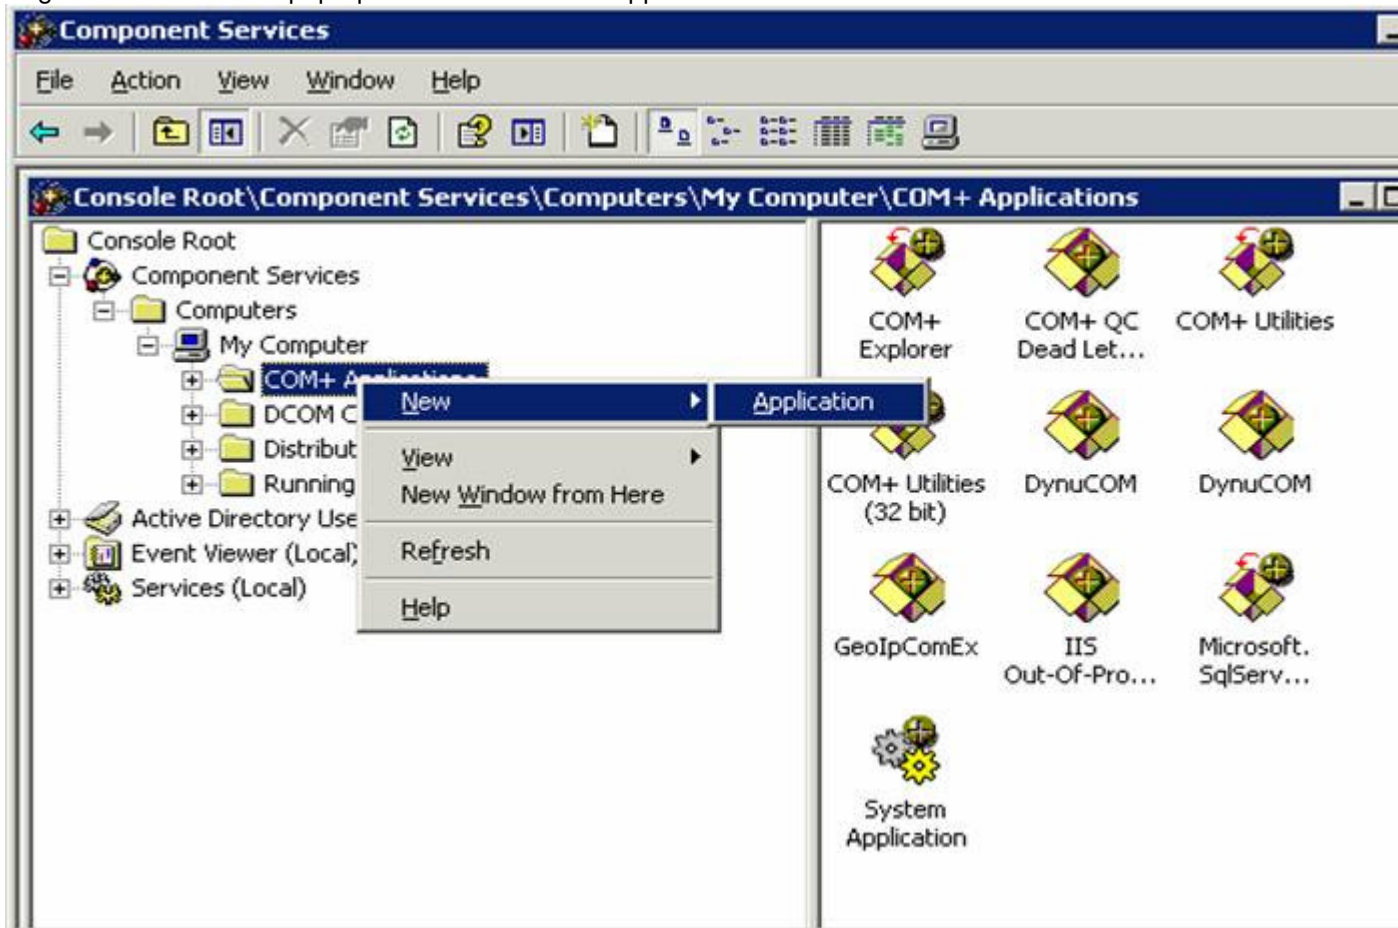 Component Services
File Action View Window Help
Console Root\Component Services\Computers\My Computer\COM+ Applications
Console Root
Component Services
Computers
My Computer
COM+
DCOM C
Distribut
Running
Active Directory Use
Event Viewer (Local)
Services (Local)
New
Application
View
New Window from Here
Refresh
Help
COM+
Explorer
COM+ QC
Dead Let...
COM+ Utilities
COM+ Utilities
(32 bit)
DynuCOM
DynuCOM
GeoIpComEx
IIS
Out-Of-Pro...
Microsoft.
SqlServ...
System
Application